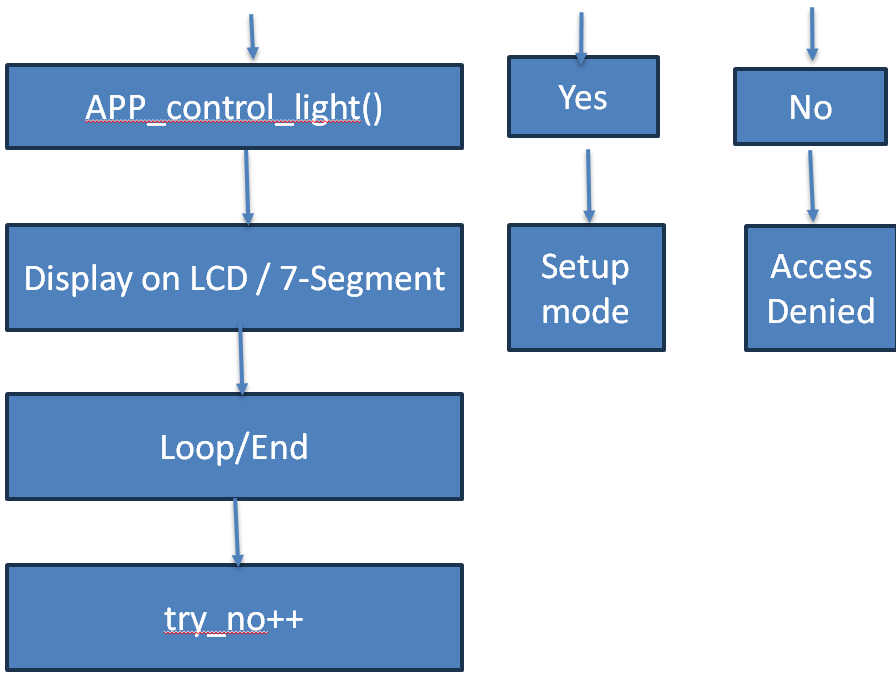 APP_control_light()
Display on LCD / 7-Segment
Loop/End
try_no++
Yes
Setup
mode
No
Access
Denied